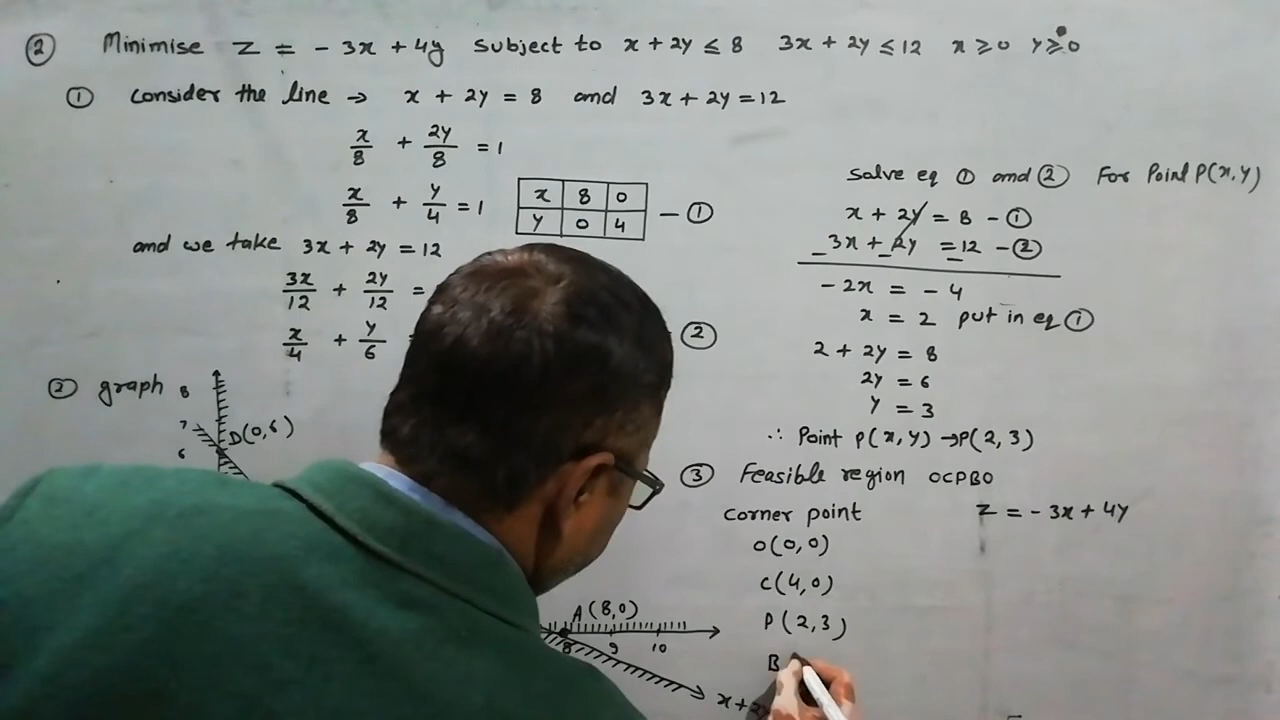 ② Minimise Z = - 3x + 4y subject to x + 2y ≤ 8 3x + 2y ≤ 12 x ≥ 0 y ≥ 0
① consider the line → x + 2y = 8 and 3x + 2y = 12
x/8 + 2y/8 = 1
x/8 + y/4 = 1
x 8 0
y 0 4
— ①
and we take 3x + 2y = 12
3x/12 + 2y/12 =
x/4 + y/6
②
② graph
8
7
6
D(0,6)
A(8,0)
8 9 10
x + 2y
Solve eq ① and ② For Point P(x,y)
x + 2y = 8 - ①
3x + 2y = 12 - ②
- - -
- 2x = - 4
x = 2 put in eq ①
2 + 2y = 8
2y = 6
y = 3
∴ Point P(x,y) → P(2,3)
③ Feasible region OCPBO
corner point Z = - 3x + 4y
O(0,0)
C(4,0)
P(2,3)
B